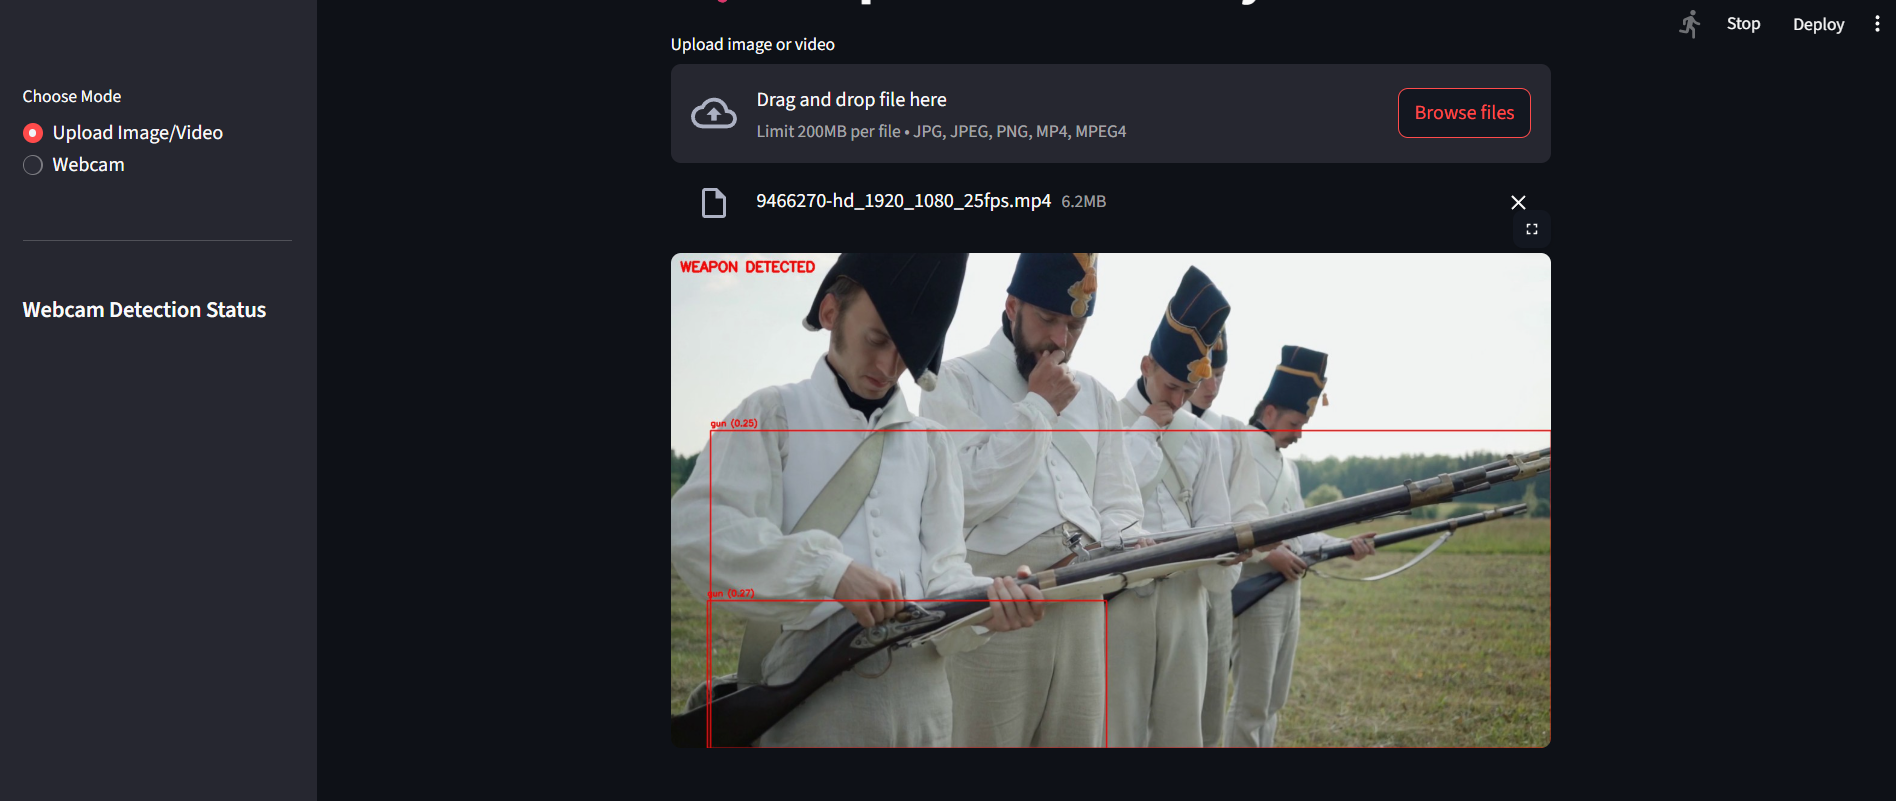 Stop
Deploy
Upload image or video
Drag and drop file here
Limit 200MB per file • JPG, JPEG, PNG, MP4, MPEG4
Browse files
Choose Mode
Upload Image/Video
Webcam
9466270-hd_1920_1080_25fps.mp4 6.2MB
Webcam Detection Status
WEAPON DETECTED
gun (0.25)
gun (0.27)